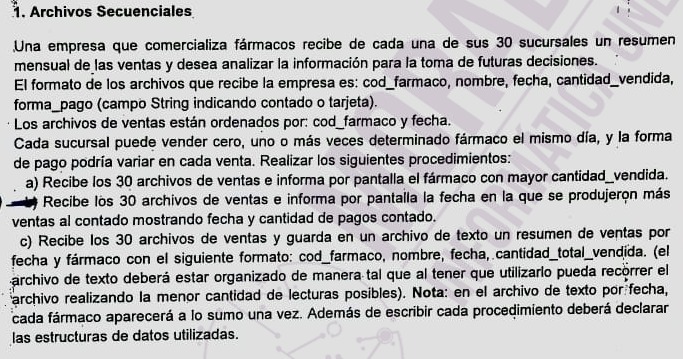 1. Archivos Secuenciales
Una empresa que comercializa fármacos recibe de cada una de sus 30 sucursales un resumen
mensual de las ventas y desea analizar la información para la toma de futuras decisiones.
El formato de los archivos que recibe la empresa es: cod_farmaco, nombre, fecha, cantidad_vendida,
forma_pago (campo String indicando contado o tarjeta).
Los archivos de ventas están ordenados por: cod_farmaco y fecha.
Cada sucursal puede vender cero, uno o más veces determinado fármaco el mismo día, y la forma
de pago podría variar en cada venta. Realizar los siguientes procedimientos:
a) Recibe los 30 archivos de ventas e informa por pantalla el fármaco con mayor cantidad_vendida.
Recibe los 30 archivos de ventas e informa por pantalla la fecha en la que se produjeron más
ventas al contado mostrando fecha y cantidad de pagos contado.
c) Recibe los 30 archivos de ventas y guarda en un archivo de texto un resumen de ventas por
fecha y fármaco con el siguiente formato: cod_farmaco, nombre, fecha, cantidad_total_vendida. (el
archivo de texto deberá estar organizado de manera tal que al tener que utilizarlo pueda recorrer el
archivo realizando la menor cantidad de lecturas posibles). Nota: en el archivo de texto por fecha,
cada fármaco aparecerá a lo sumo una vez. Además de escribir cada procedimiento deberá declarar
las estructuras de datos utilizadas.